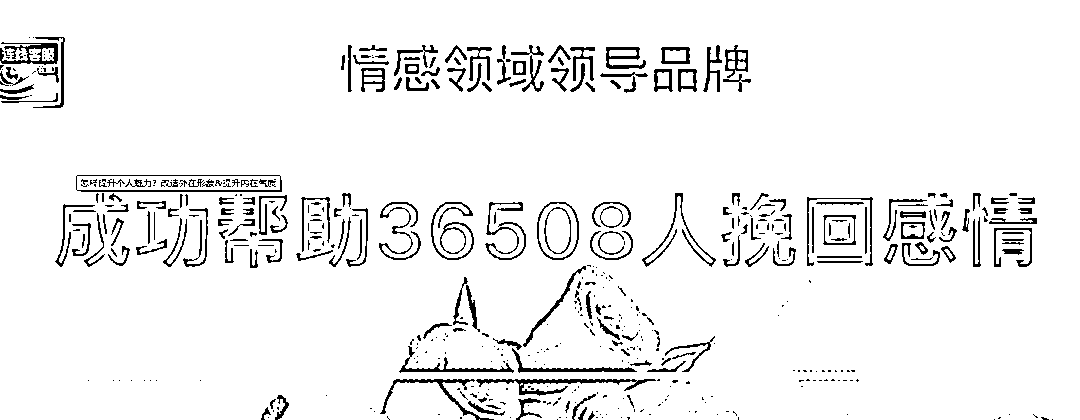 情感领域领导品牌
连线客服
怎样提升个人魅力？改造外在形象&提升内在气质
成功帮助36508人挽回感情